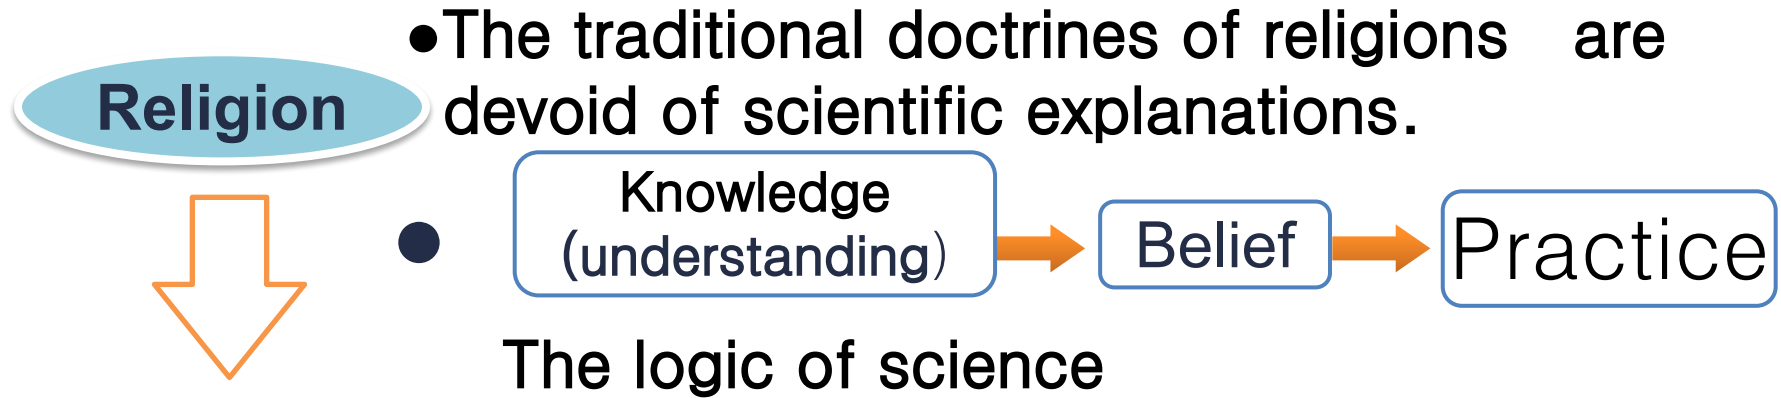 ●The traditional doctrines of religions are
Religion
devoid of scientific explanations.
● Knowledge
(understanding)
Belief
Practice
The logic of science